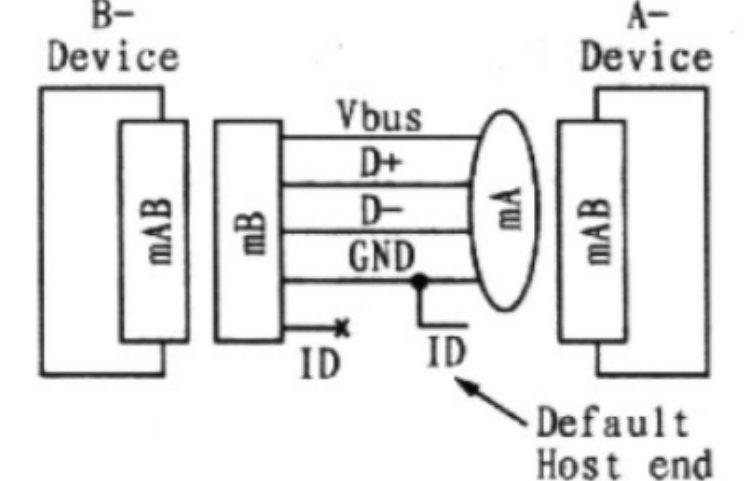 B-
Device
A-
Device
Vbus
D+
D-
GND
mAB
mB
mA
mAB
ID
ID
Default
Host end